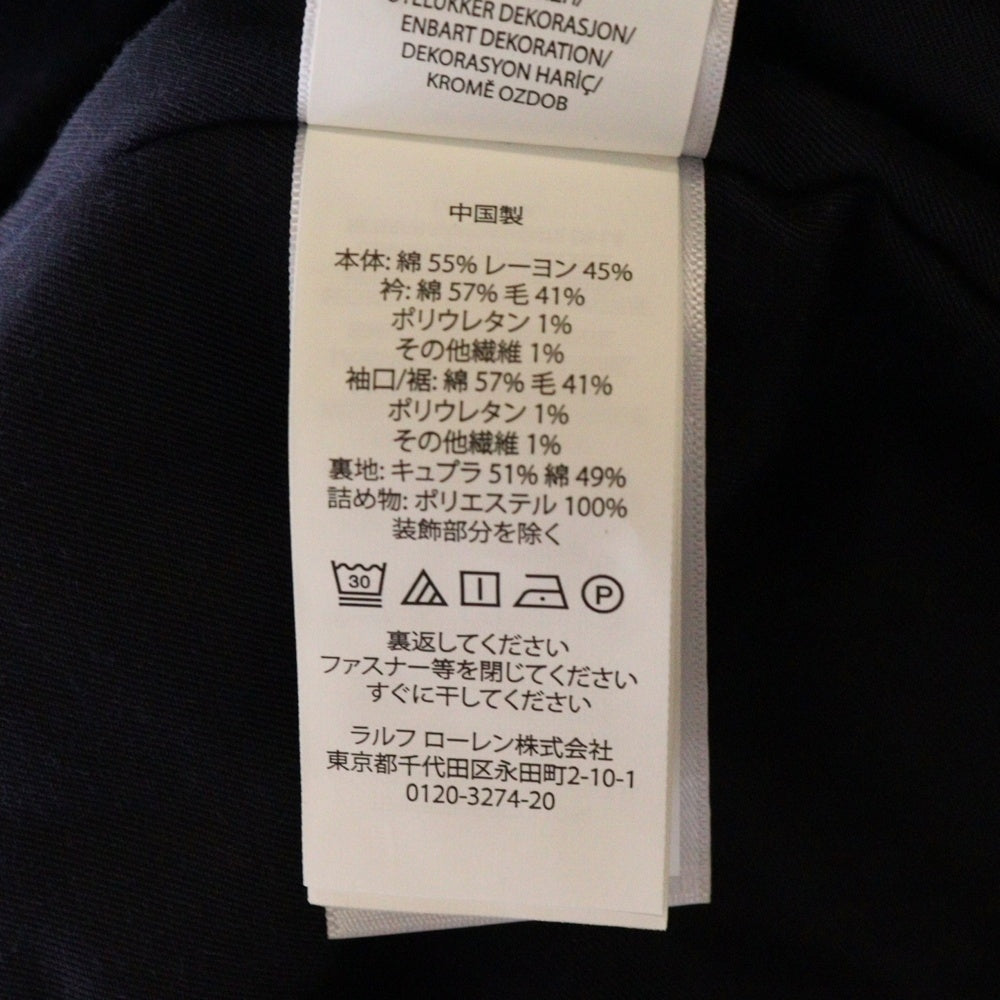 DEKORASJON/
ENBART DEKORATION/
DEKORASYON HARİÇ/
KROMĚ OZDOB
中国製
本体: 綿 55% レーヨン 45%
衿: 綿 57% 毛 41%
ポリウレタン 1%
その他繊維 1%
袖口/裾: 綿 57% 毛 41%
ポリウレタン 1%
その他繊維 1%
裏地: キュプラ 51% 綿 49%
詰め物: ポリエステル 100%
装飾部分を除く
30 P
裏返してください
ファスナー等を閉じてください
すぐに干してください
ラルフ ローレン株式会社
東京都千代田区永田町2-10-1
0120-3274-20